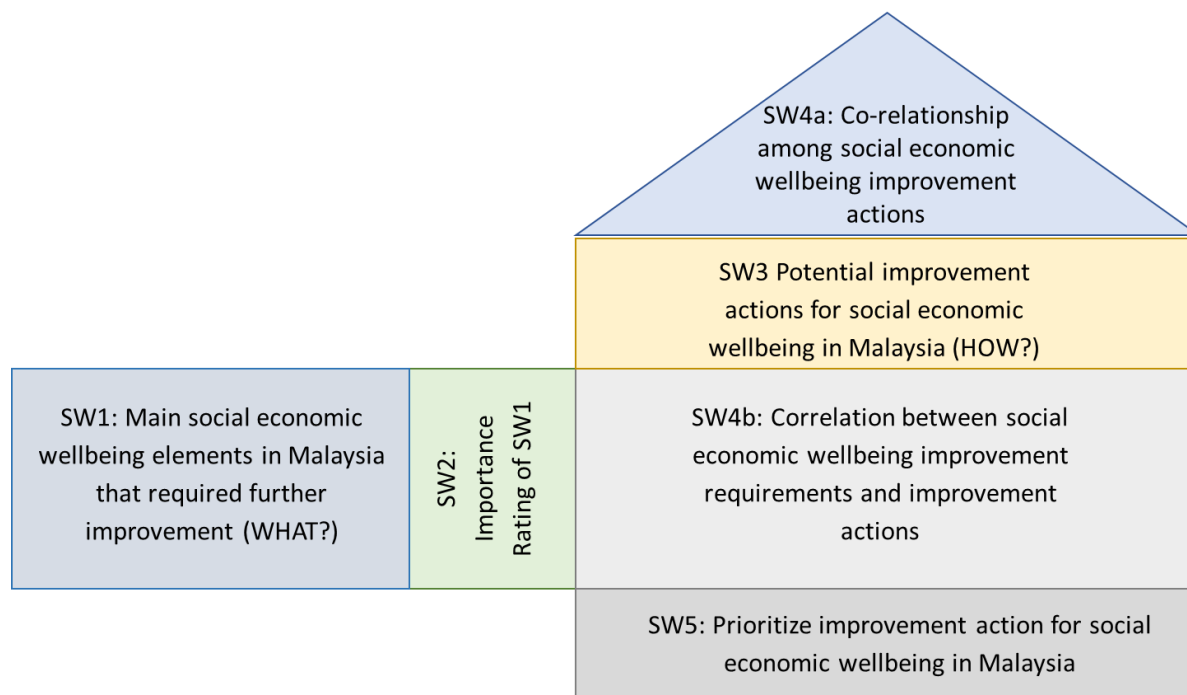 SW4a: Co-relationship
among social economic
wellbeing improvement
actions
SW3 Potential improvement
actions for social economic
wellbeing in Malaysia (HOW?)
SW1: Main social economic
wellbeing elements in Malaysia
that required further
improvement (WHAT?)
SW2:
Importance
Rating of SW1
SW4b: Correlation between social
economic wellbeing improvement
requirements and improvement
actions
SW5: Prioritize improvement action for social
economic wellbeing in Malaysia